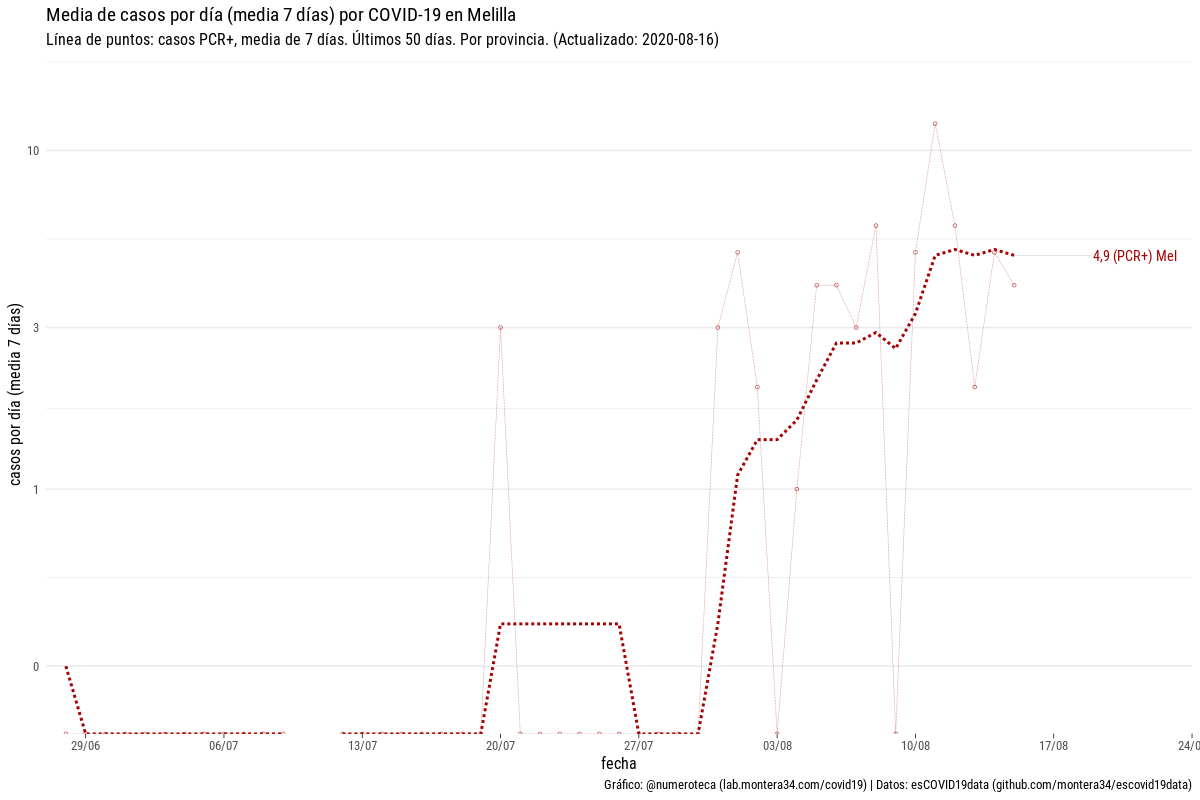 Media de casos por día (media 7 días) por COVID-19 en Melilla
Línea de puntos: casos PCR+, media de 7 días. Últimos 50 días. Por provincia. (Actualizado: 2020-08-16)
casos por día (media 7 días)
10
3
1
0
4,9 (PCR+) Mel
29/06
06/07
13/07
20/07
27/07
03/08
10/08
17/08
24/0
fecha
Gráfico: @numeroteca (lab.montera34.com/covid19) | Datos: esCOVID19data (github.com/montera34/escovid19data)